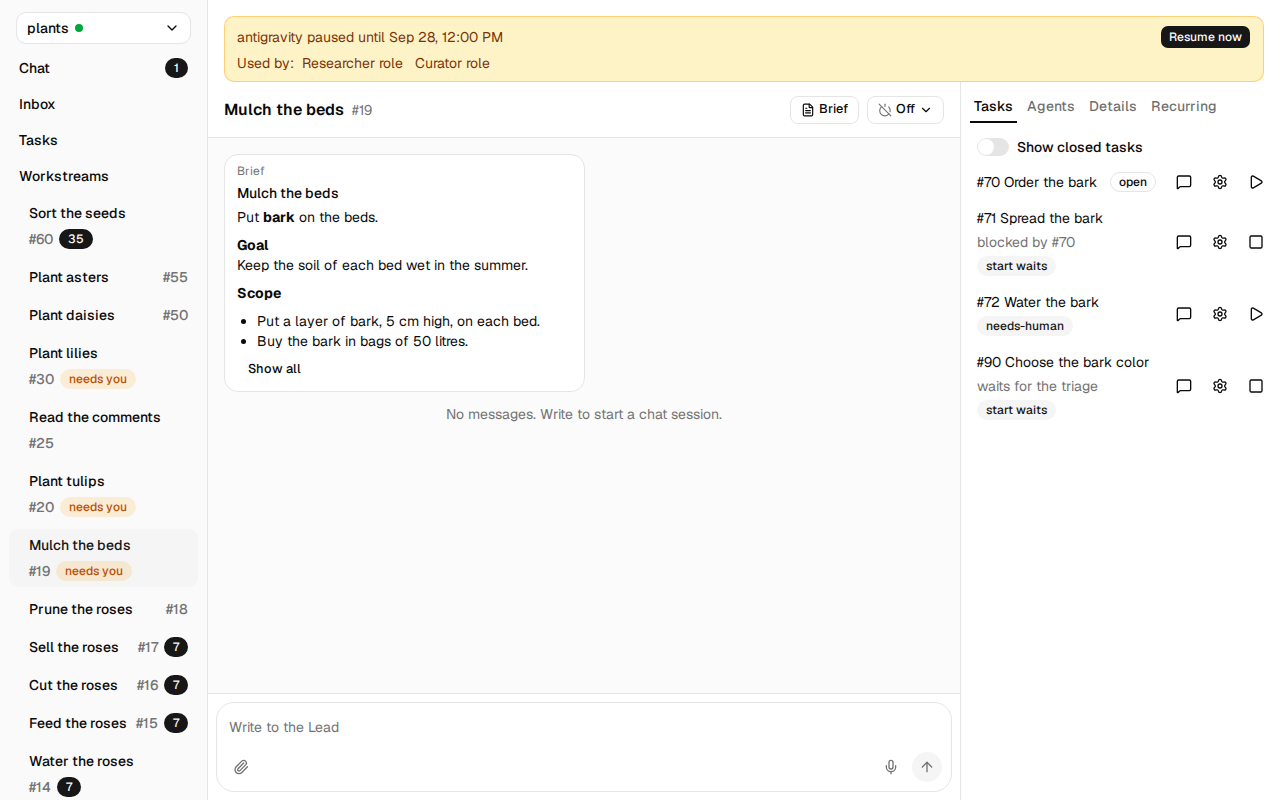 plants
Chat 1
Inbox
Tasks
Workstreams
Sort the seeds
#60 35
Plant asters #55
Plant daisies #50
Plant lilies
#30 needs you
Read the comments
#25
Plant tulips
#20 needs you
Mulch the beds
#19 needs you
Prune the roses #18
Sell the roses #17 7
Cut the roses #16 7
Feed the roses #15 7
Water the roses
#14 7
antigravity paused until Sep 28, 12:00 PM
Resume now
Used by: Researcher role Curator role
Mulch the beds #19
Brief
Off
Brief
Mulch the beds
Put bark on the beds.
Goal
Keep the soil of each bed wet in the summer.
Scope
• Put a layer of bark, 5 cm high, on each bed.
• Buy the bark in bags of 50 litres.
Show all
No messages. Write to start a chat session.
Write to the Lead
Tasks Agents Details Recurring
Show closed tasks
#70 Order the bark open
#71 Spread the bark
blocked by #70
start waits
#72 Water the bark
needs-human
#90 Choose the bark color
waits for the triage
start waits